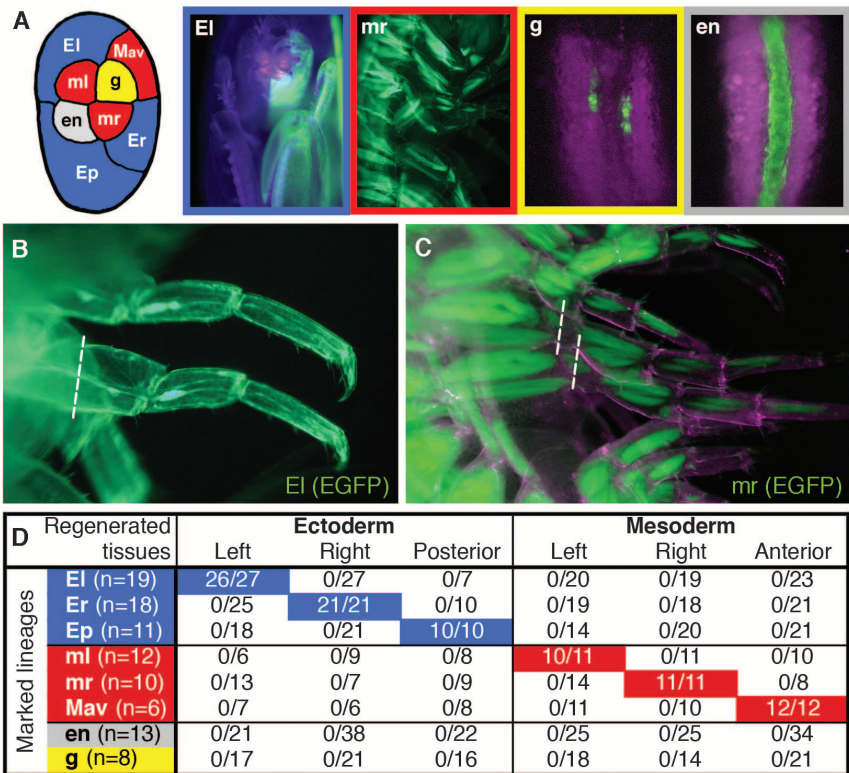 A
El
Mav
ml
g
en
mr
Er
Ep
El
mr
g
en
B
El (EGFP)
C
mr (EGFP)
D Regenerated tissues Ectoderm Mesoderm
Left Right Posterior Left Right Anterior
Marked lineages
El (n=19) 26/27 0/27 0/7 0/20 0/19 0/23
Er (n=18) 0/25 21/21 0/10 0/19 0/18 0/21
Ep (n=11) 0/18 0/21 10/10 0/14 0/20 0/21
ml (n=12) 0/6 0/9 0/8 10/11 0/11 0/10
mr (n=10) 0/13 0/7 0/9 0/14 11/11 0/8
Mav (n=6) 0/7 0/6 0/8 0/11 0/10 12/12
en (n=13) 0/21 0/38 0/22 0/25 0/25 0/34
g (n=8) 0/17 0/21 0/16 0/18 0/14 0/21